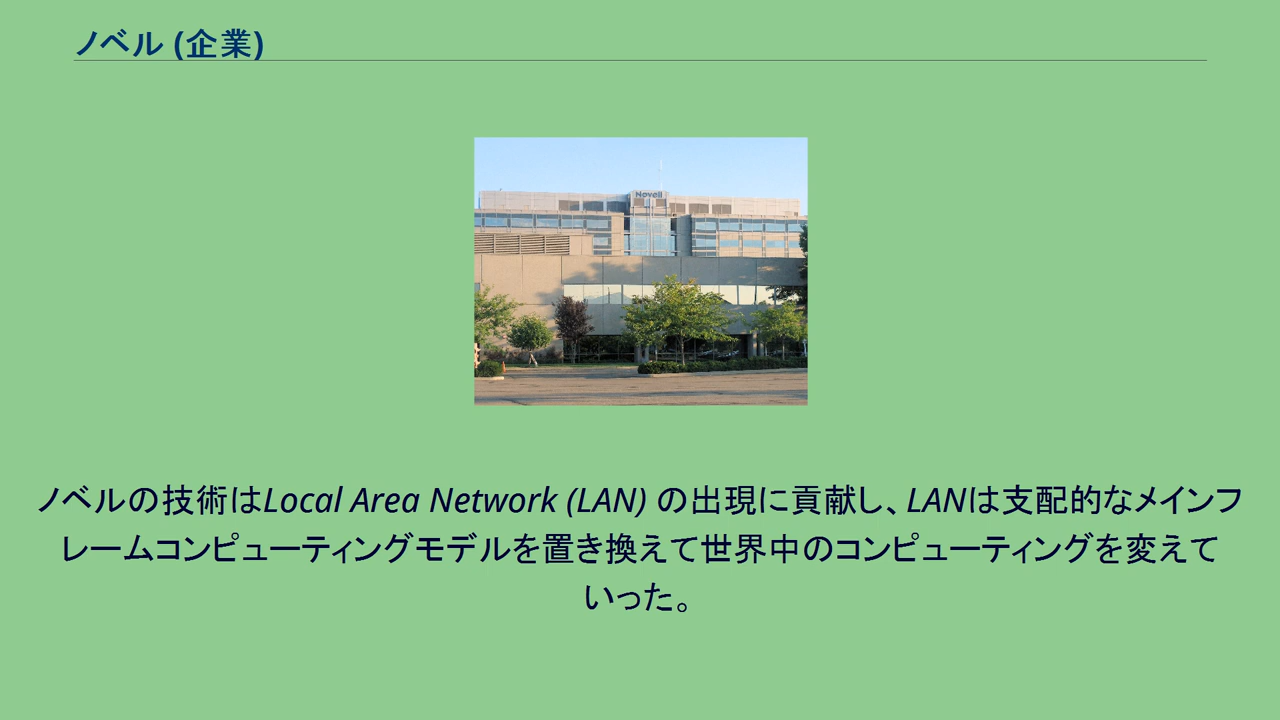 ノベル (企業)
Novell
ノベルの技術はLocal Area Network (LAN) の出現に貢献し、LANは支配的なメインフ
レームコンピューティングモデルを置き換えて世界中のコンピューティングを変えて
いった。